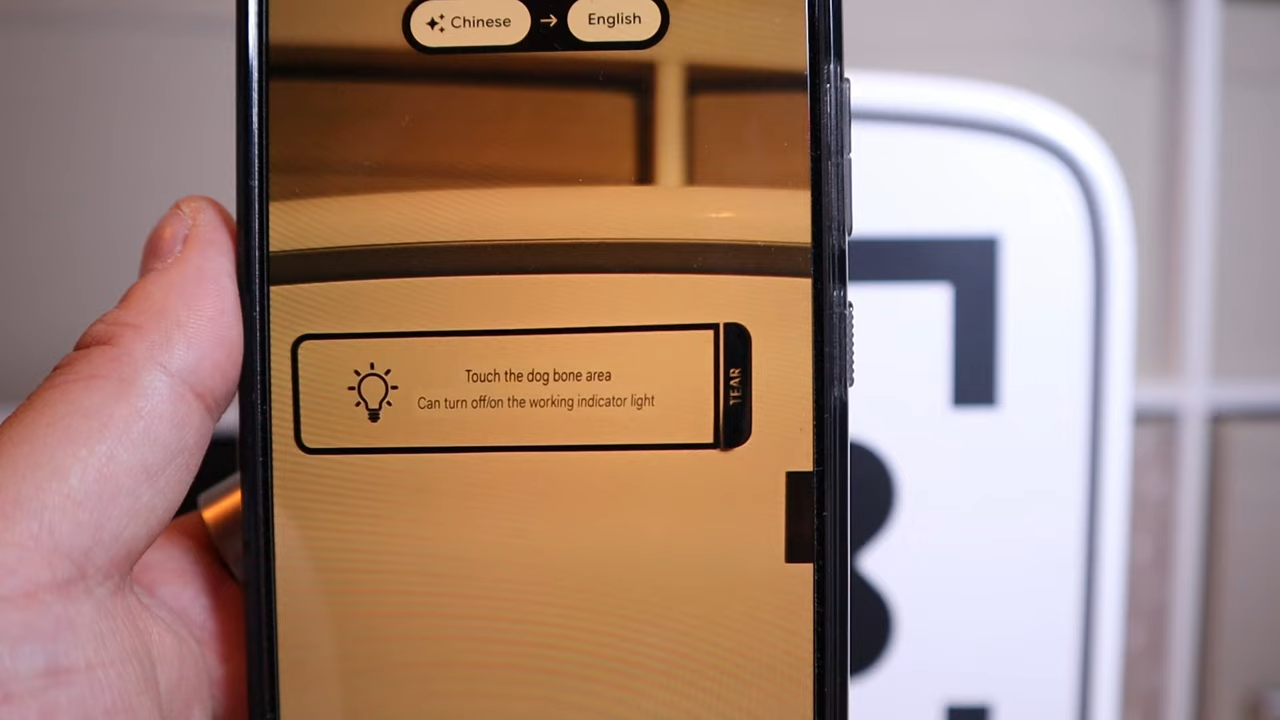 Chinese → English
Touch the dog bone area
Can turn off/on the working indicator light
TEAR